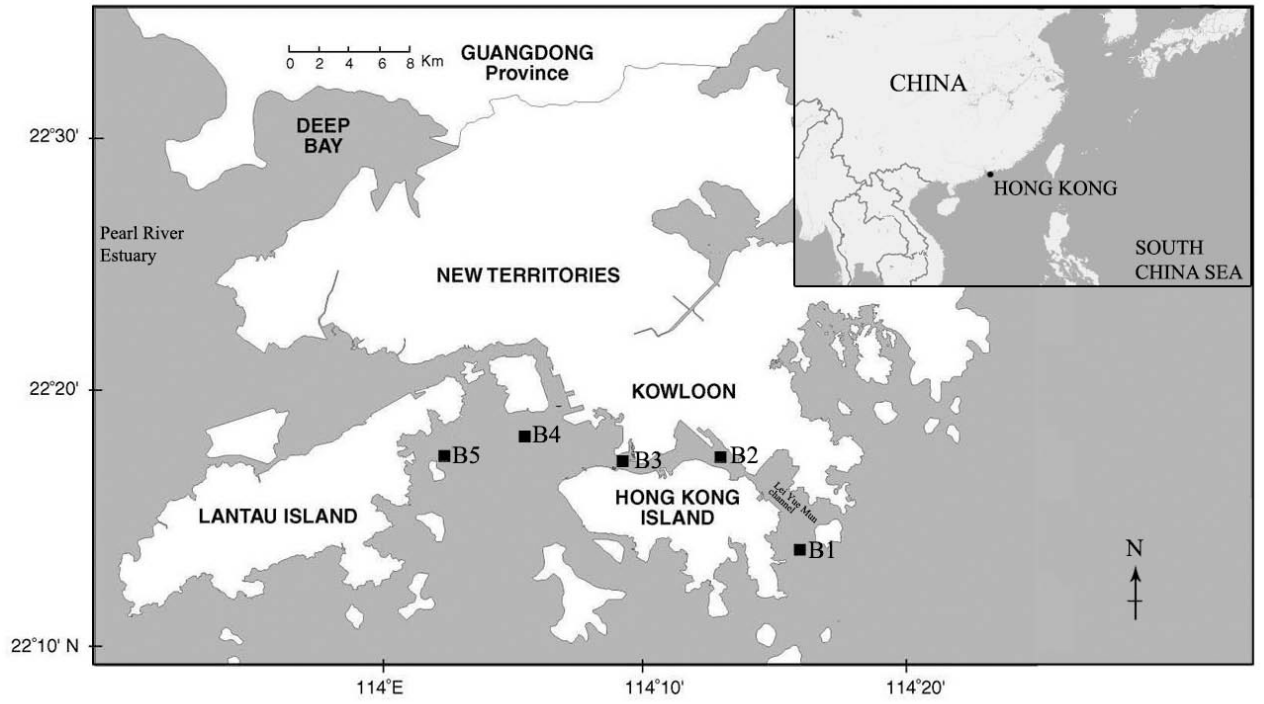 GUANGDONG
Province
0 2 4 6 8 Km
CHINA
HONG KONG
SOUTH
CHINA SEA
22°30'
DEEP
BAY
Pearl River
Estuary
NEW TERRITORIES
22°20'
KOWLOON
B4
B5
B3
B2
HONG KONG
ISLAND
Lei Yue Mun
channel
LANTAU ISLAND
B1
N
22°10' N
114°E
114°10'
114°20'